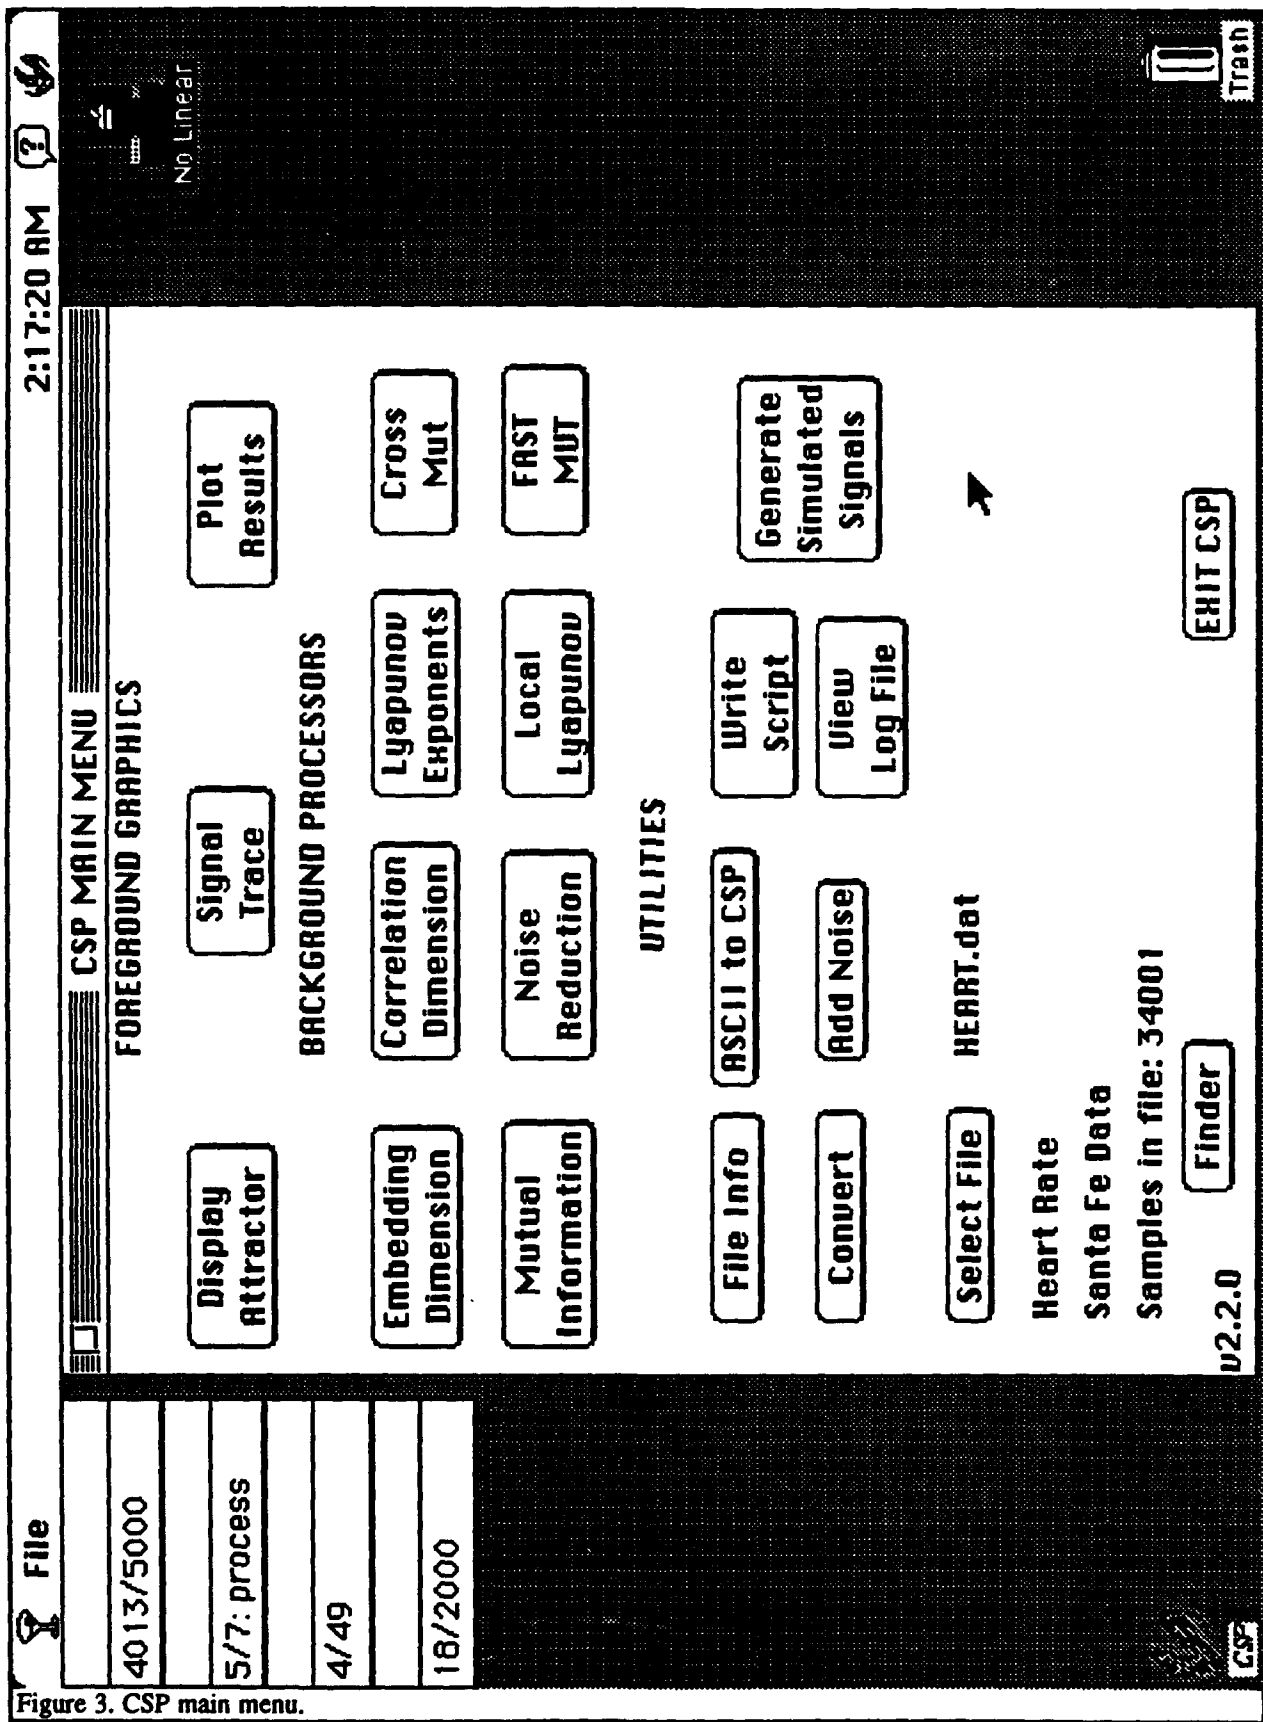 File
2:17:20 AM
?
4013/5000
5/7: process
4/49
18/2000
CSP MAIN MENU
FOREGROUND GRAPHICS
Display
Attractor
Signal
Trace
Plot
Results
BACKGROUND PROCESSORS
Embedding
Dimension
Correlation
Dimension
Lyapunov
Exponents
Cross
Mut
Mutual
Information
Noise
Reduction
Local
Lyapunov
FAST
MUT
UTILITIES
File Info
ASCII to CSP
Write
Script
Generate
Simulated
Signals
Convert
Add Noise
View
Log File
Select File
HEART.dat
Heart Rate
Santa Fe Data
Samples in file: 34001
v2.2.0
Finder
EXIT CSP
No Linear
Trash
CSP
Figure 3. CSP main menu.